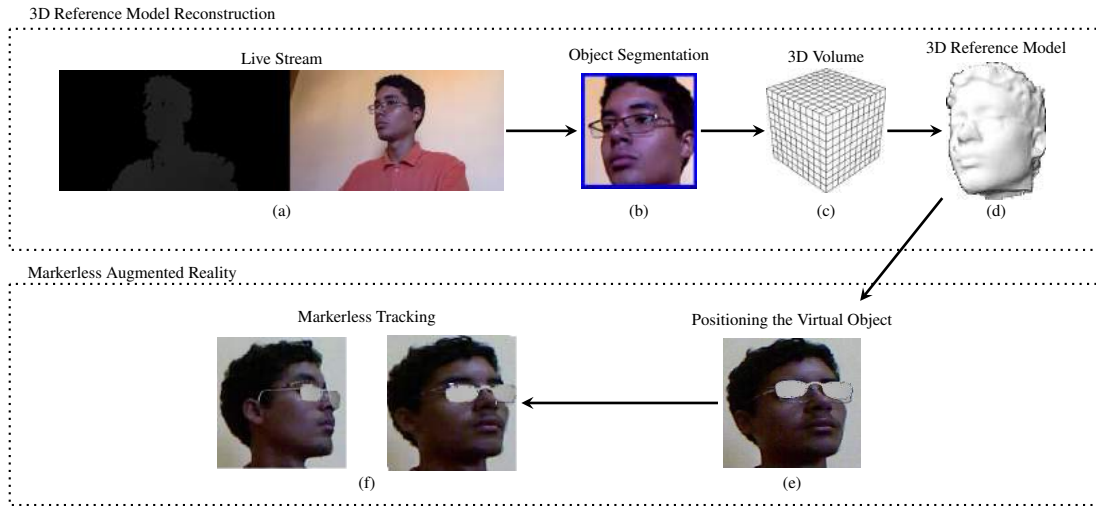 3D Reference Model Reconstruction
Live Stream
Object Segmentation
3D Volume
3D Reference Model
(a)
(b)
(c)
(d)
Markerless Augmented Reality
Markerless Tracking
Positioning the Virtual Object
(f)
(e)